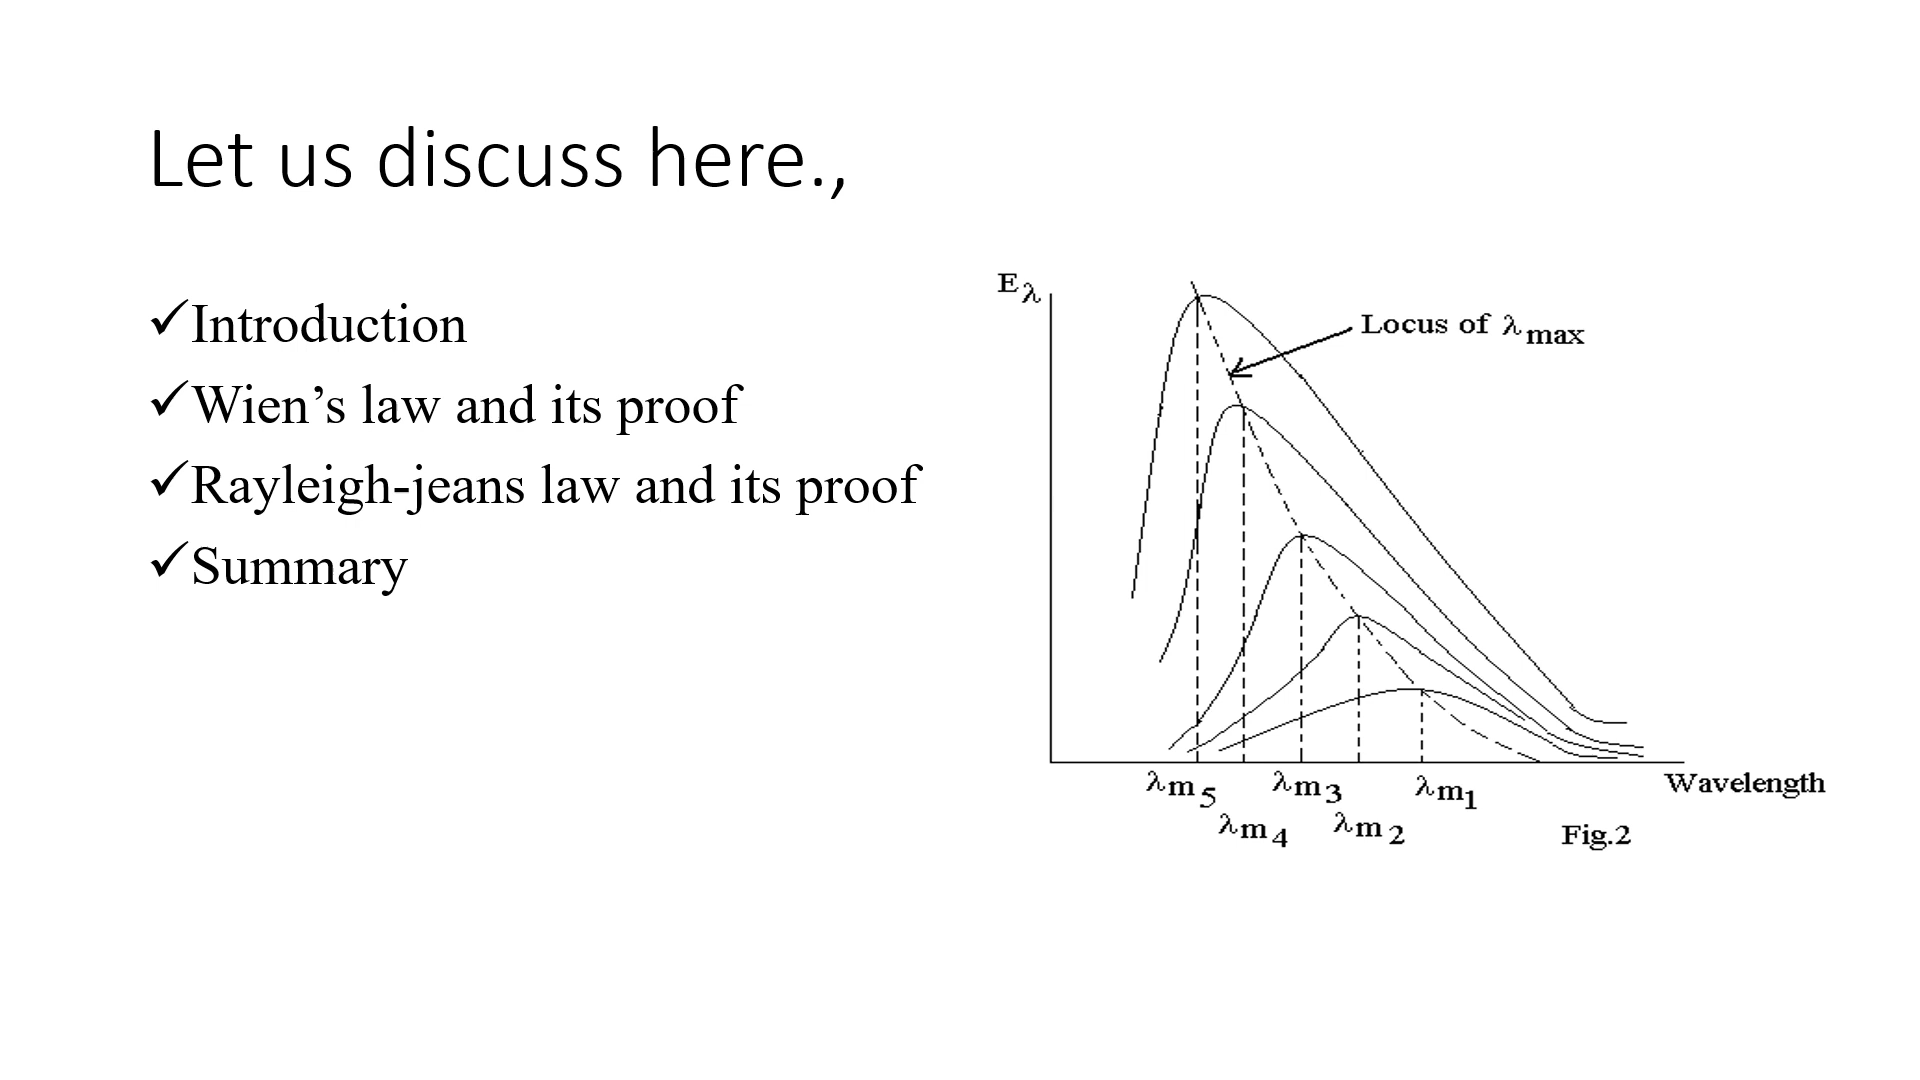 Let us discuss here.,
✓Introduction
✓Wien’s law and its proof
✓Rayleigh-jeans law and its proof
✓Summary
Eλ
Locus of λmax
λm5
λm4
λm3
λm2
λm1
Wavelength
Fig.2